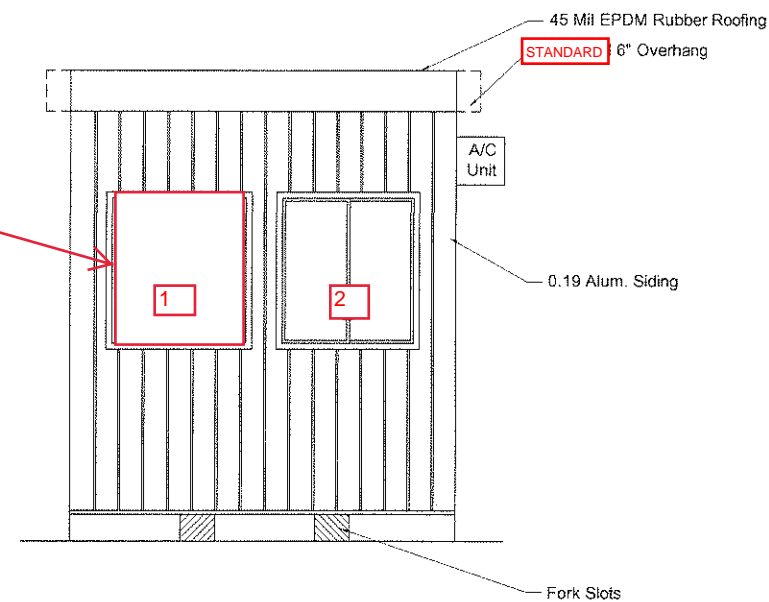 45 Mil EPDM Rubber Roofing
STANDARD 6" Overhang
A/C
Unit
1
2
0.19 Alum. Siding
Fork Slots